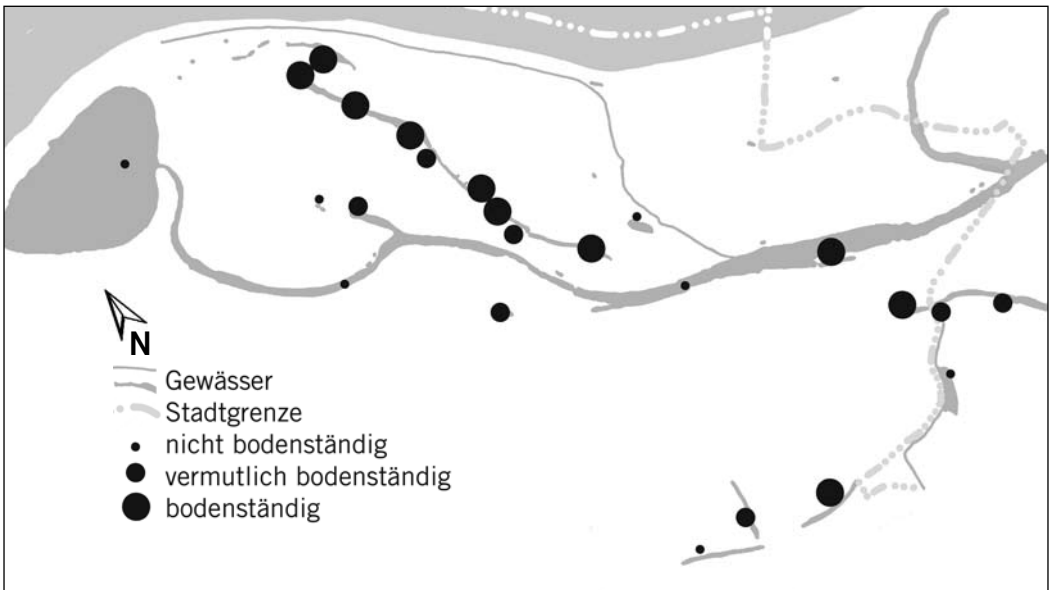 N
Gewässer
Stadtgrenze
nicht bodenständig
vermutlich bodenständig
bodenständig